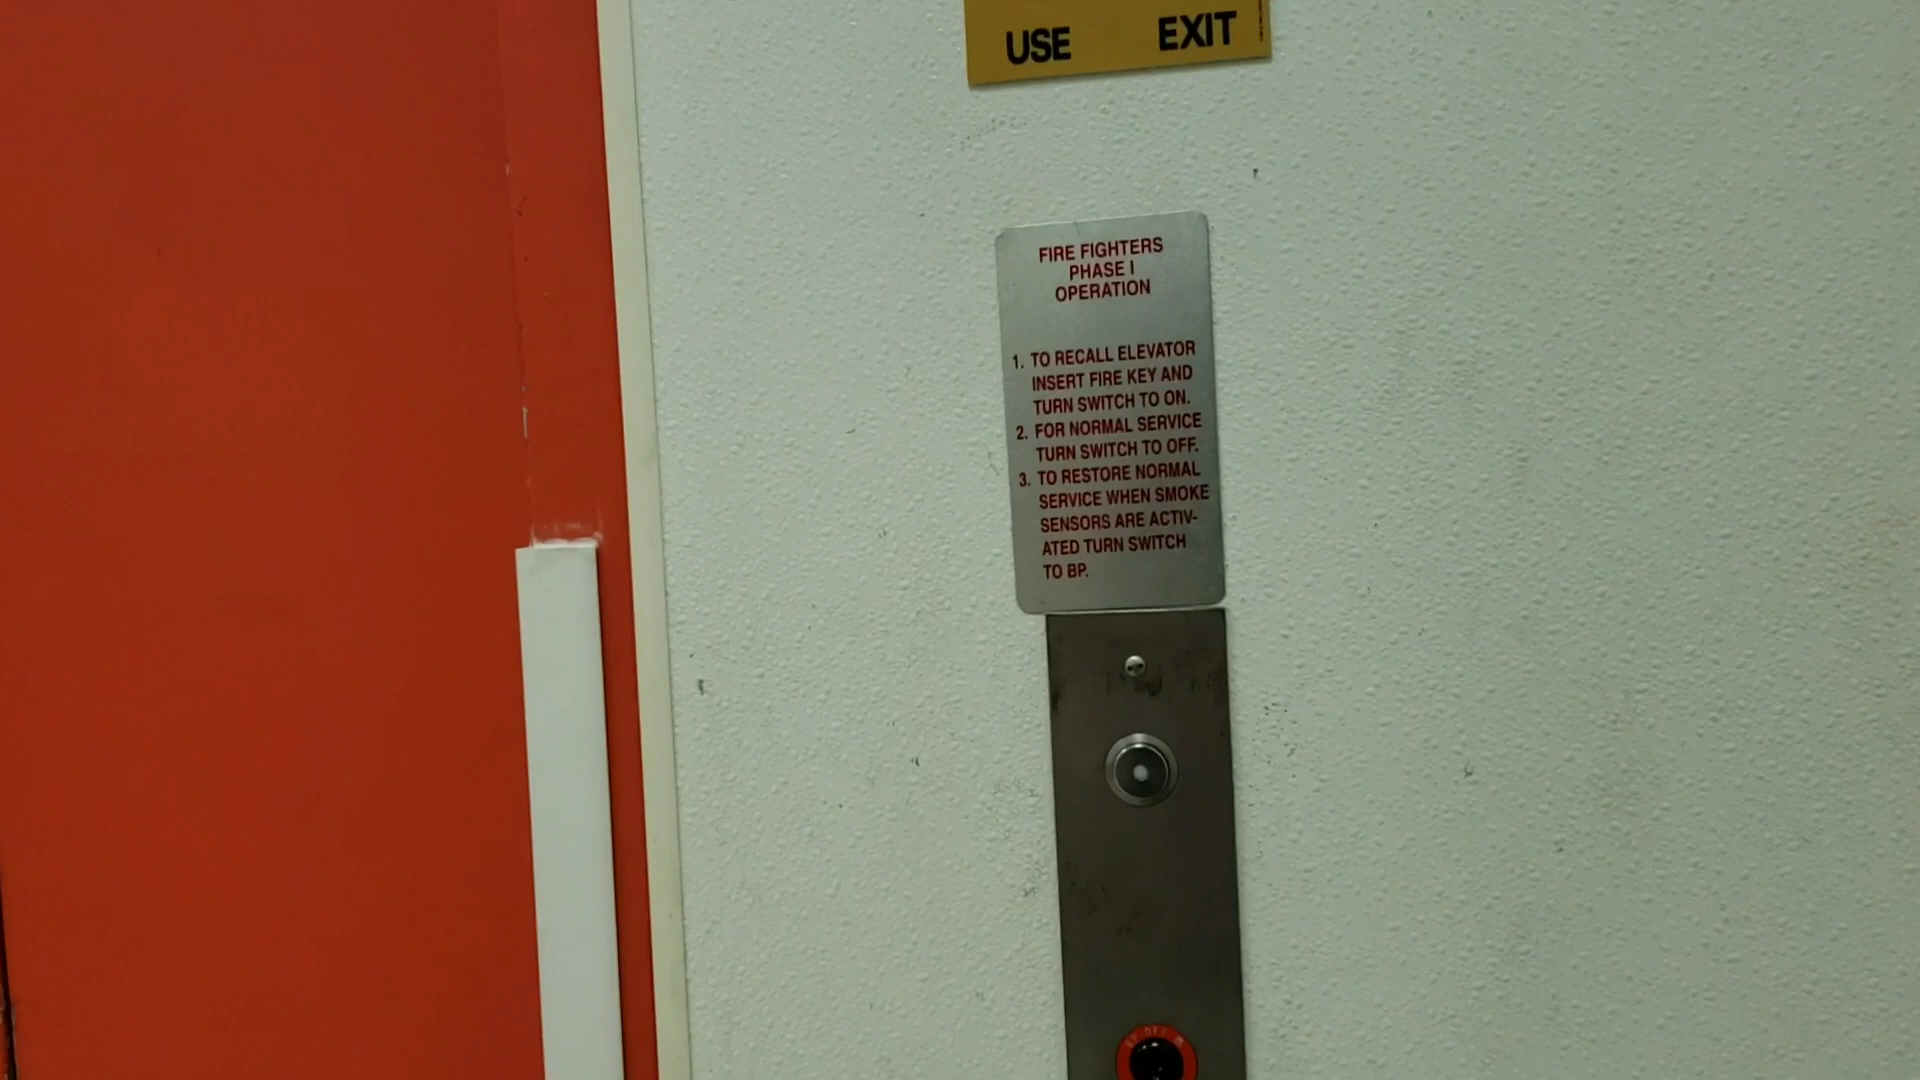 USE EXIT
FIRE FIGHTERS
PHASE I
OPERATION
1. TO RECALL ELEVATOR
INSERT FIRE KEY AND
TURN SWITCH TO ON.
2. FOR NORMAL SERVICE
TURN SWITCH TO OFF.
3. TO RESTORE NORMAL
SERVICE WHEN SMOKE
SENSORS ARE ACTIV-
ATED TURN SWITCH
TO BP.
BP OFF